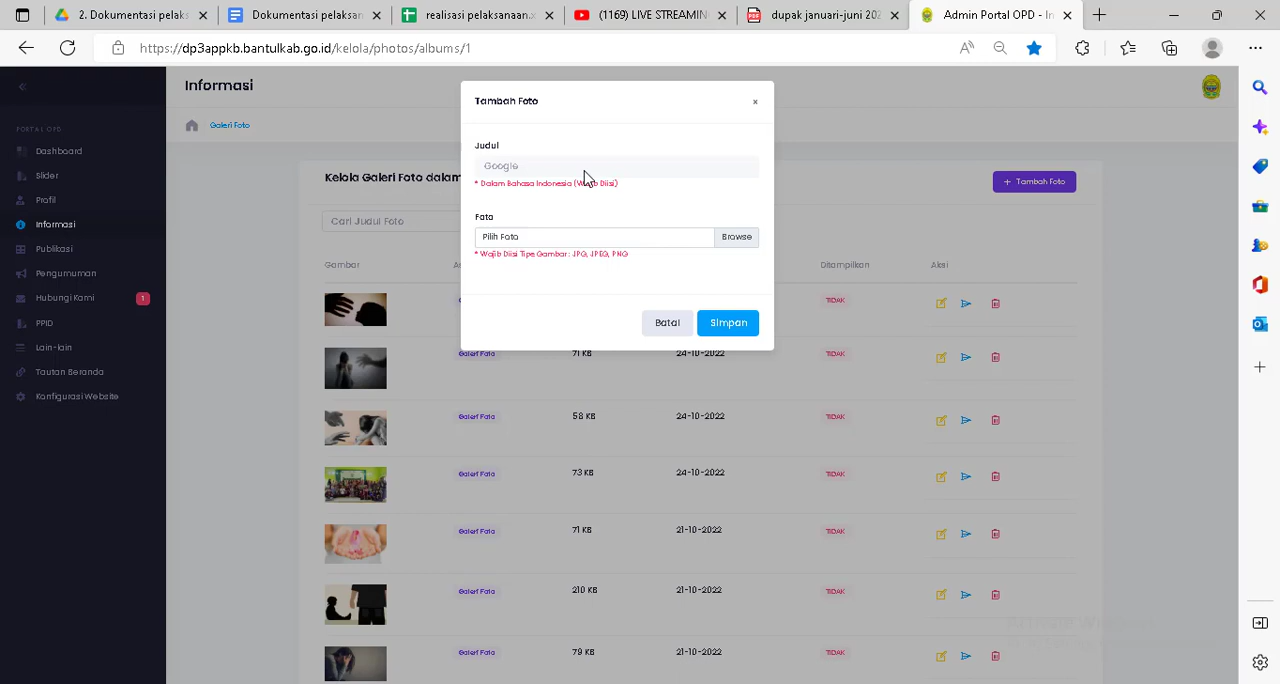 2. Dokumentasi pelaks
Dokumentasi pelaksan
realisasi pelaksanaan.x
(1169) LIVE STREAMIN
dupak januari-juni 202
Admin Portal OPD - In
https://dp3appkb.bantulkab.go.id/kelola/photos/albums/1
Informasi
Galeri Foto
PORTAL OPD
Dashboard
Slider
Profil
Informasi
Publikasi
Pengumuman
Hubungi Kami 1
PPID
Lain-lain
Tautan Beranda
Konfigurasi Website
Kelola Galeri Foto dalam
+ Tambah Foto
Cari Judul Foto
Gambar
Ditampilkan
Aksi
TIDAK
Galeri Foto 71 KB 24-10-2022 TIDAK
Galeri Foto 58 KB 24-10-2022 TIDAK
Galeri Foto 73 KB 24-10-2022 TIDAK
Galeri Foto 71 KB 21-10-2022 TIDAK
Galeri Foto 210 KB 21-10-2022 TIDAK
Galeri Foto 79 KB 21-10-2022 TIDAK
Tambah Foto ×
Judul
Google
* Dalam Bahasa Indonesia (Wajib Diisi)
Foto
Pilih Foto Browse
* Wajib Diisi Tipe Gambar : JPG, JPEG, PNG
Batal Simpan